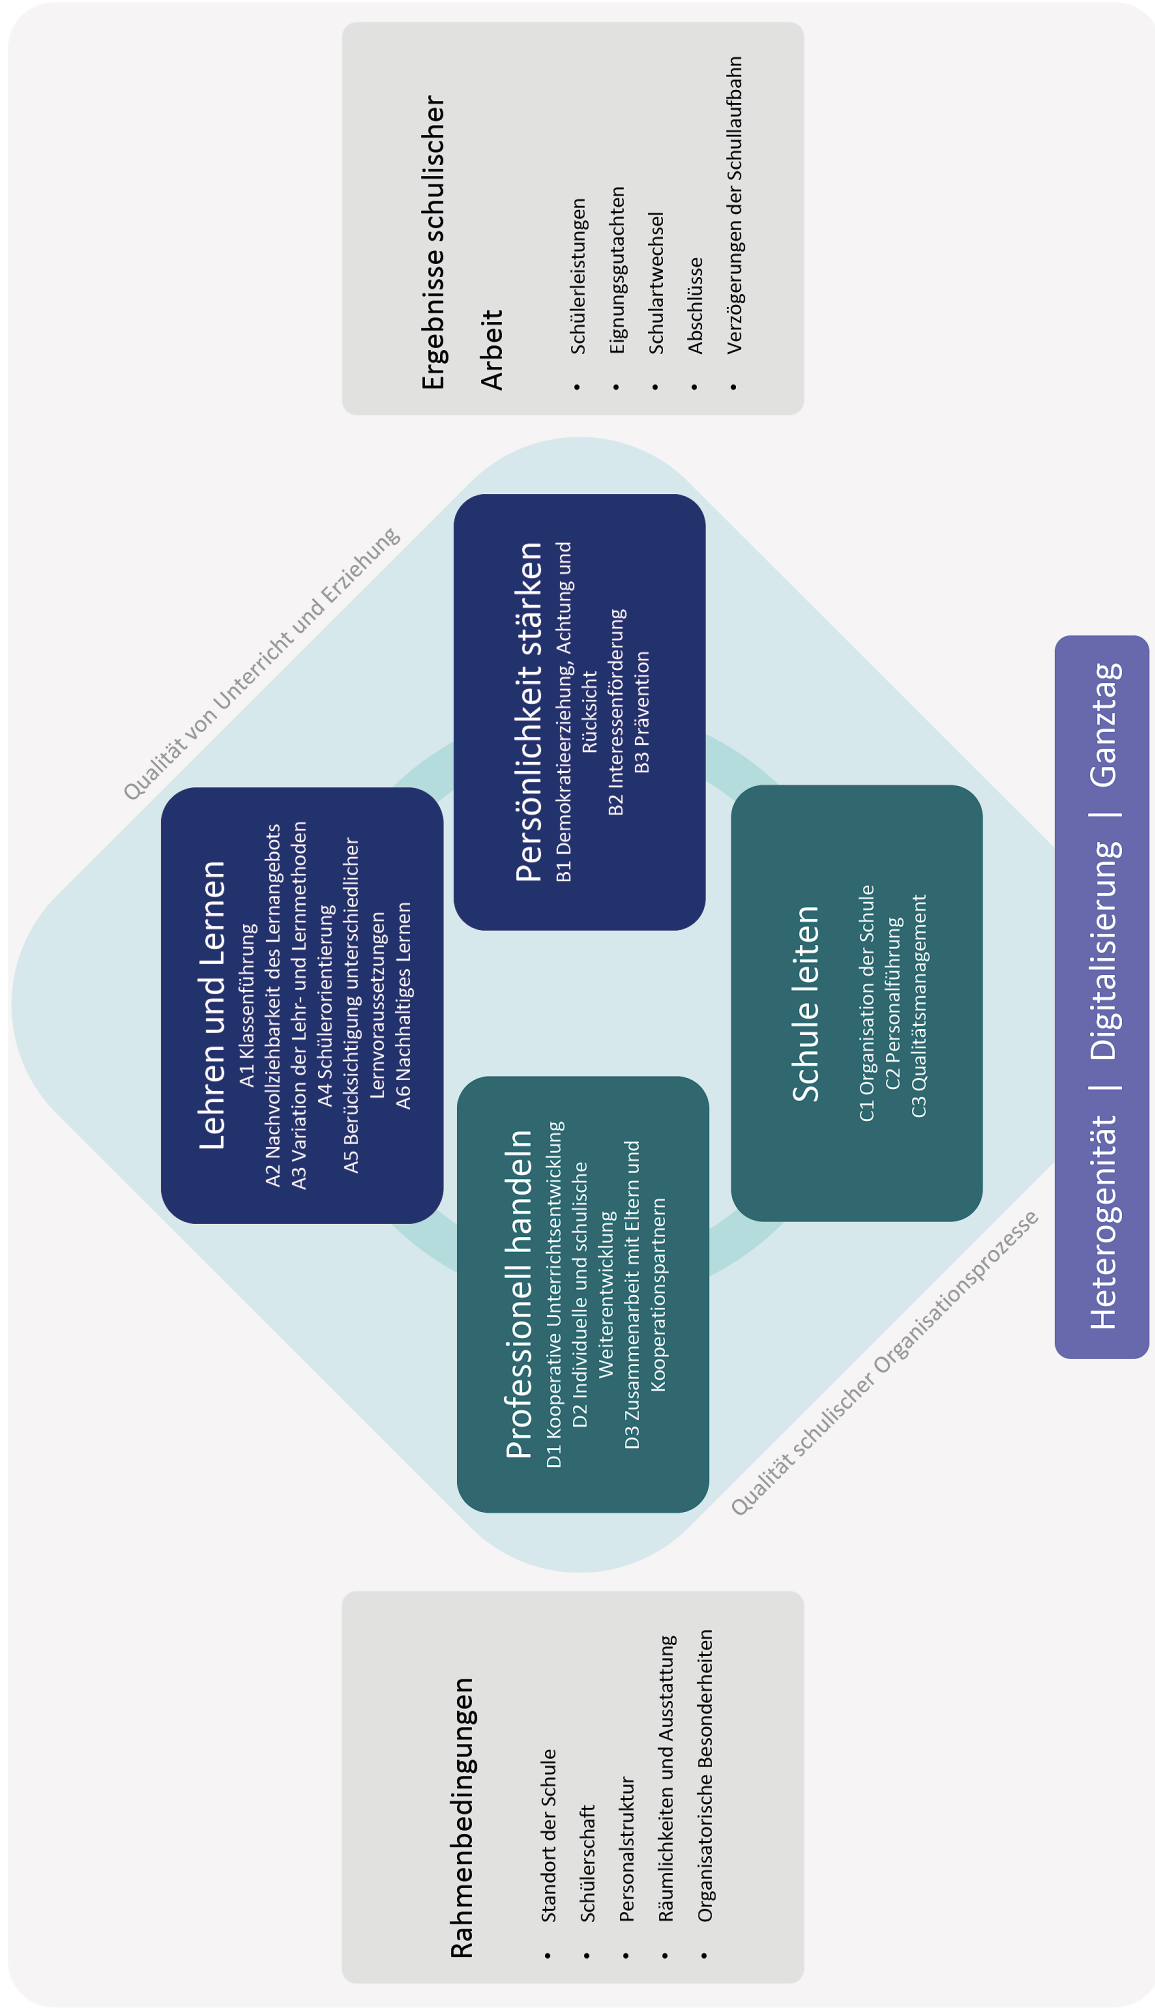 Rahmenbedingungen
• Standort der Schule
• Schülerschaft
• Personalstruktur
• Räumlichkeiten und Ausstattung
• Organisatorische Besonderheiten
Qualität von Unterricht und Erziehung
Lehren und Lernen
A1 Klassenführung
A2 Nachvollziehbarkeit des Lernangebots
A3 Variation der Lehr- und Lernmethoden
A4 Schülerorientierung
A5 Berücksichtigung unterschiedlicher
Lernvoraussetzungen
A6 Nachhaltiges Lernen
Professionell handeln
D1 Kooperative Unterrichtsentwicklung
D2 Individuelle und schulische
Weiterentwicklung
D3 Zusammenarbeit mit Eltern und
Kooperationspartnern
Persönlichkeit stärken
B1 Demokratieerziehung, Achtung und
Rücksicht
B2 Interessenförderung
B3 Prävention
Schule leiten
C1 Organisation der Schule
C2 Personalführung
C3 Qualitätsmanagement
Qualität schulischer Organisationsprozesse
Ergebnisse schulischer
Arbeit
• Schülerleistungen
• Eignungsgutachten
• Schulartwechsel
• Abschlüsse
• Verzögerungen der Schullaufbahn
Heterogenität | Digitalisierung | Ganztag